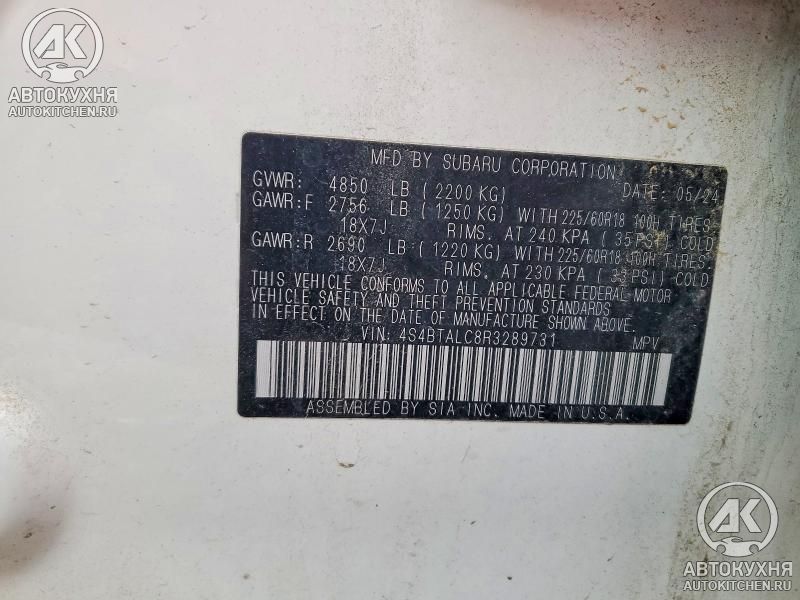 AK
АВТОКУХНЯ
AUTOKITCHEN.RU
MFD BY SUBARU CORPORATION
GVWR: 4850 LB (2200 KG) DATE: 05/24
GAWR:F 2756 LB (1250 KG) WITH 225/60R18 100H TIRES,
18X7J RIMS, AT 240 KPA (35 PSI) COLD
GAWR:R 2690 LB (1220 KG) WITH 225/60R18 100H TIRES,
18X7J RIMS, AT 230 KPA (33 PSI) COLD
THIS VEHICLE CONFORMS TO ALL APPLICABLE FEDERAL MOTOR
VEHICLE SAFETY AND THEFT PREVENTION STANDARDS
IN EFFECT ON THE DATE OF MANUFACTURE SHOWN ABOVE.
VIN: 4S4BTALC8R3289731 MPV
ASSEMBLED BY SIA INC. MADE IN U.S.A.
AK
АВТОКУХНЯ
AUTOKITCHEN.RU